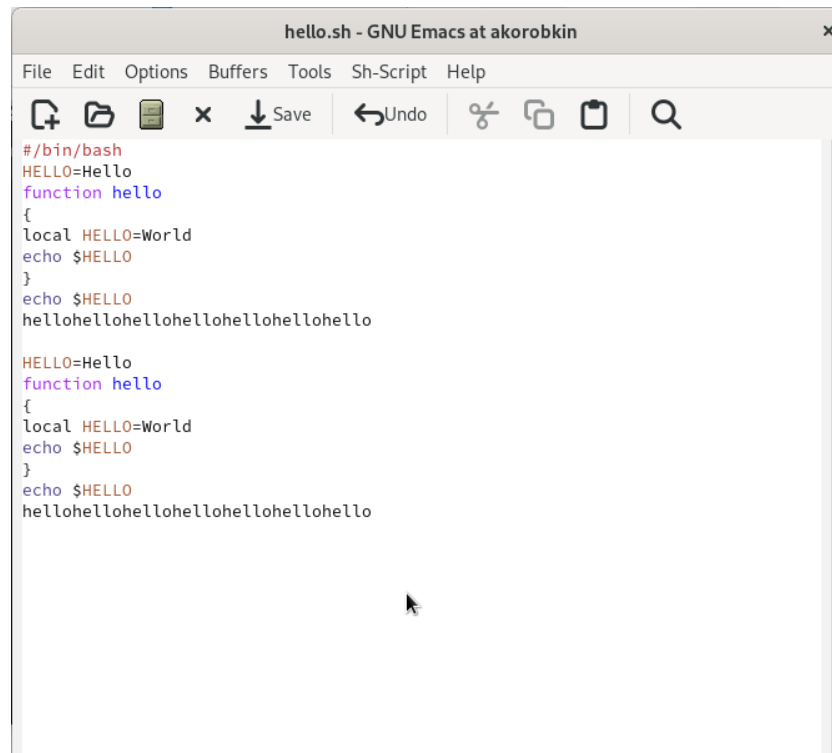 hello.sh - GNU Emacs at akorobkin
File Edit Options Buffers Tools Sh-Script Help
Save Undo
#/bin/bash
HELLO=Hello
function hello
{
local HELLO=World
echo $HELLO
}
echo $HELLO
hellohellohellohellohellohellohello

HELLO=Hello
function hello
{
local HELLO=World
echo $HELLO
}
echo $HELLO
hellohellohellohellohellohellohello